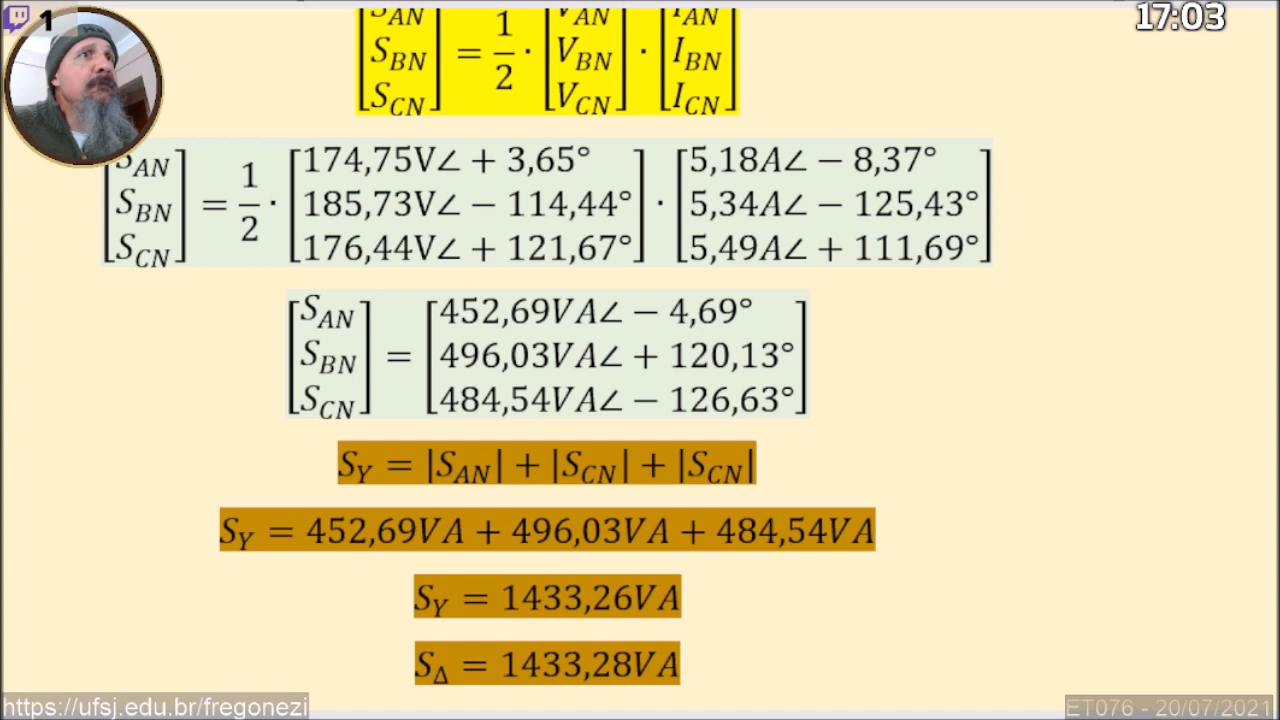 1
17:03
[S_AN S_BN S_CN] = 1/2 · [V_AN V_BN V_CN] · [I_AN I_BN I_CN]
[S_AN S_BN S_CN] = 1/2 · [174,75V∠ + 3,65° 185,73V∠ − 114,44° 176,44V∠ + 121,67°] · [5,18A∠ − 8,37° 5,34A∠ − 125,43° 5,49A∠ + 111,69°]
[S_AN S_BN S_CN] = [452,69VA∠ − 4,69° 496,03VA∠ + 120,13° 484,54VA∠ − 126,63°]
S_Y = |S_AN| + |S_CN| + |S_CN|
S_Y = 452,69VA + 496,03VA + 484,54VA
S_Y = 1433,26VA
S_Δ = 1433,28VA
https://ufsj.edu.br/fregonezi
ET076 - 20/07/2021